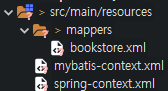 > src/main/resources
> mappers
bookstore.xml
mybatis-context.xml
spring-context.xml